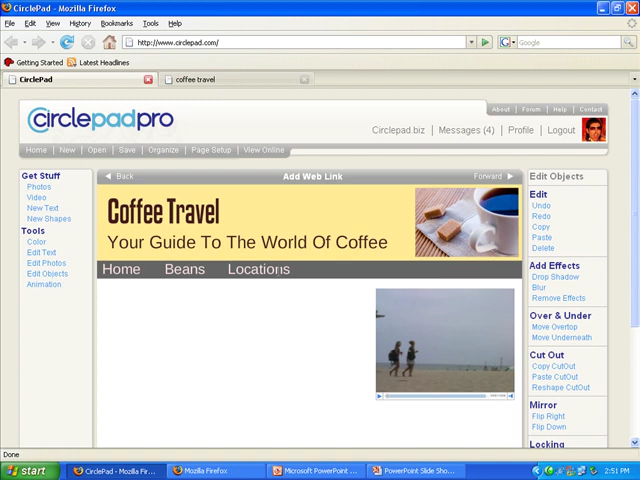 CirclePad - Mozilla Firefox
File Edit View History Bookmarks Tools Help
http://www.circlepad.com/
Google
Getting Started Latest Headlines
CirclePad coffee travel
circlepadpro
About Forum Help Contact
Circlepad.biz | Messages (4) | Profile | Logout
Home New Open Save Organize Page Setup View Online
Get Stuff
Photos
Video
New Text
New Shapes
Tools
Color
Edit Text
Edit Photos
Edit Objects
Animation
Back Add Web Link Forward
Coffee Travel
Your Guide To The World Of Coffee
Home Beans Locations
Edit Objects
Edit
Undo
Redo
Copy
Paste
Delete
Add Effects
Drop Shadow
Blur
Remove Effects
Over & Under
Move Overtop
Move Underneath
Cut Out
Copy CutOut
Paste CutOut
Reshape CutOut
Mirror
Flip Right
Flip Down
Locking
Done
start CirclePad - Mozilla Fir... Mozilla Firefox Microsoft PowerPoint ... PowerPoint Slide Sho... 2:51 PM